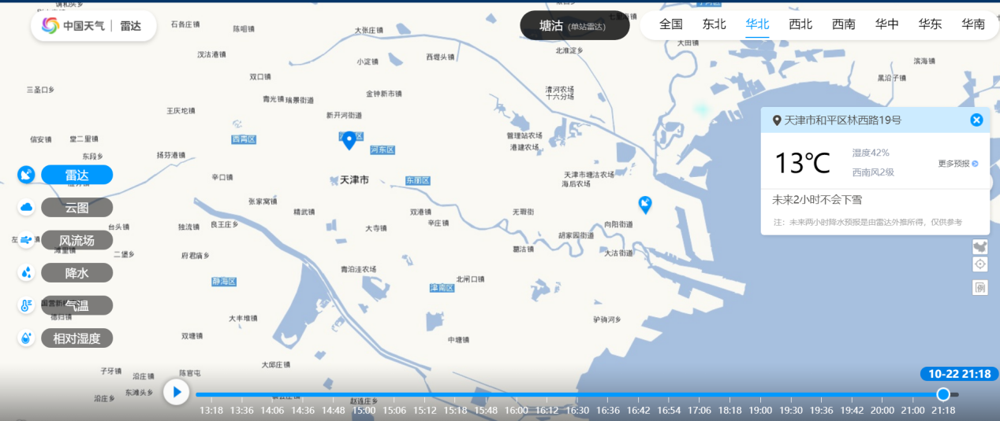 中国天气 | 雷达
塘沽 (单站雷达)
全国 东北 华北 西北 西南 华中 华东 华南
石各庄镇
陈咀镇
大张庄镇
七里海镇
大田镇
北淮淀乡
汊沽港镇
小淀镇
西堤头镇
滨海镇
双口镇
黑沿子镇
三圣口乡
青光镇
瑞景街道
金钟新市镇
清河农场
十六分场
王庆坨镇
新开河街道
天津市和平区林西路19号
信安镇
堂二里镇
西青区
管理站农场
港建农场
东段乡
扬芬港镇
河东区
13℃
湿度42%
西南风2级
更多预报
雷达
辛口镇
天津市
东丽区
天津市塘沽农场
海后农场
未来2小时不会下雪
注：未来两小时降水预报是由雷达外推所得，仅供参考
云图
张家窝镇
精武镇
双港镇
辛庄镇
无瑕街
向阳街道
台头镇
独流镇
良王庄乡
大寺镇
胡家园街道
风流场
二堡乡
府君庙乡
葛沽镇
大沽街道
降水
青泊洼农场
静海区
津南区
北闸口镇
例
气温
德归镇
大丰堆镇
驴驹河乡
相对湿度
双塘镇
中塘镇
大邱庄镇
子牙镇
沿庄镇
陈官屯
10-22 21:18
东滩头乡
沿庄乡
赵连庄乡
13:18 13:36 14:06 14:36 14:48 15:00 15:06 15:12 15:18 15:48 16:00 16:12 16:30 16:36 16:42 16:54 17:06 18:18 19:00 19:30 19:36 19:42 20:00 21:00 21:18